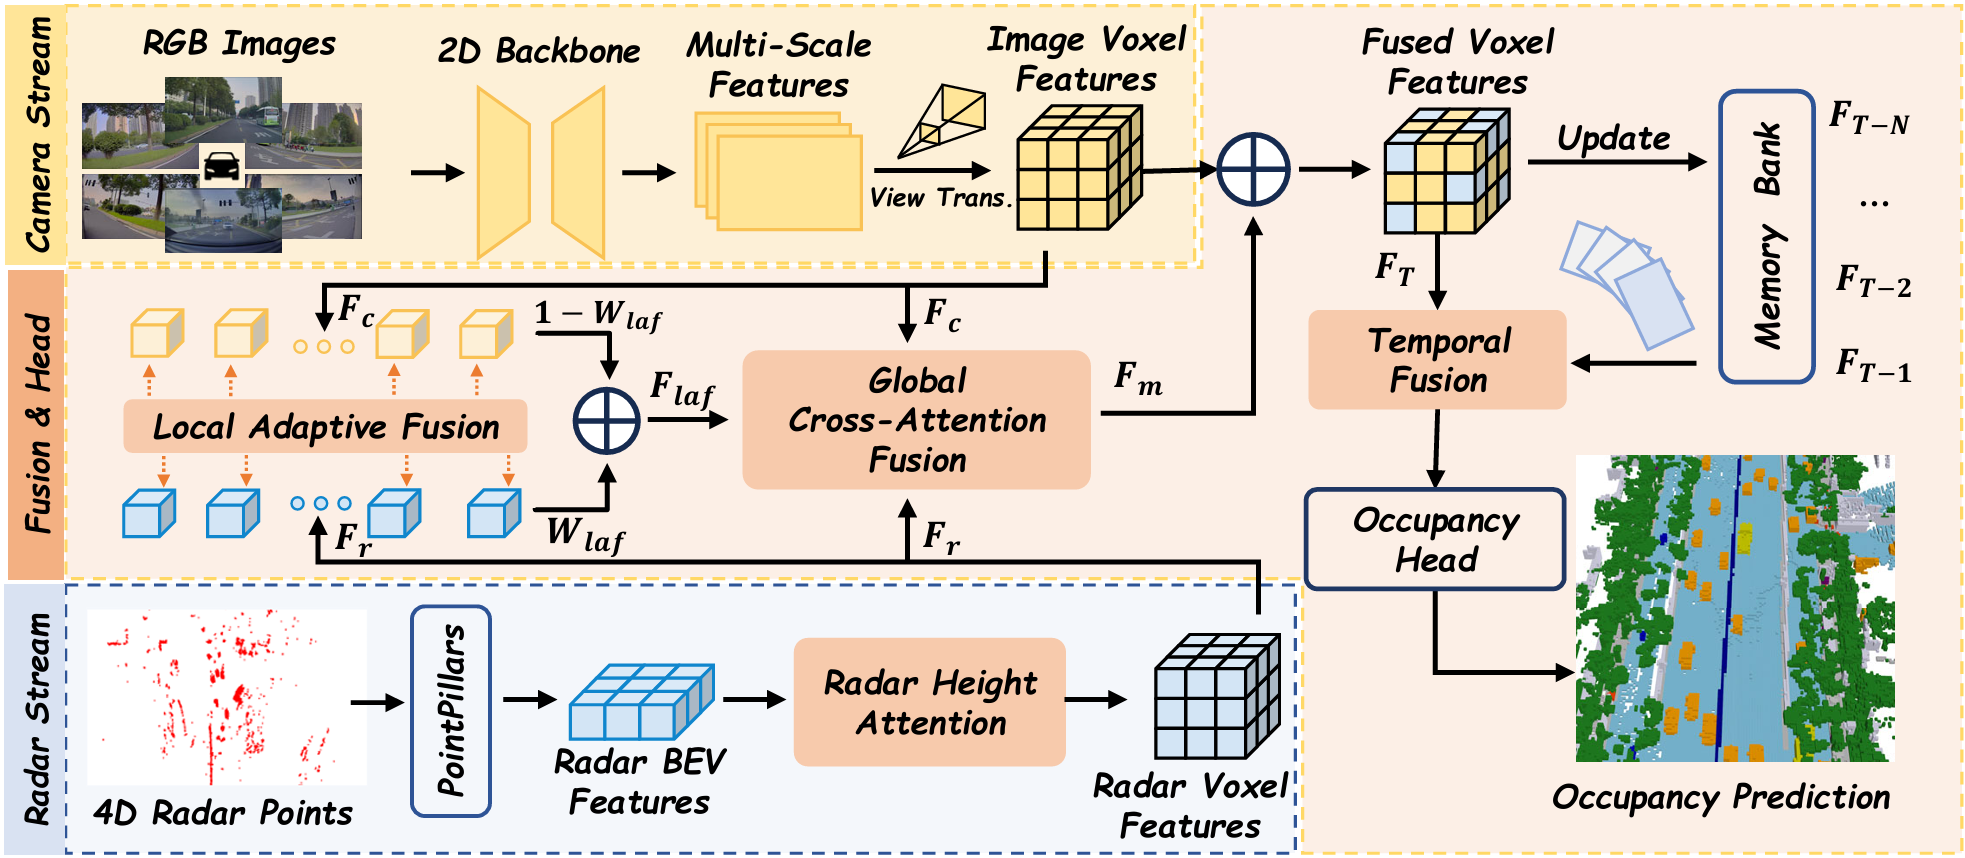 Camera Stream
RGB Images
2D Backbone
Multi-Scale
Features
View Trans.
Image Voxel
Features
Fused Voxel
Features
Update
Memory Bank
F_{T-N}
...
F_{T-2}
F_{T-1}
F_T
Temporal
Fusion
Occupancy
Head
Occupancy Prediction
Fusion & Head
F_c
1 - W_{laf}
Local Adaptive Fusion
F_r
W_{laf}
F_{laf}
F_c
Global
Cross-Attention
Fusion
F_r
F_m
Radar Stream
4D Radar Points
PointPillars
Radar BEV
Features
Radar Height
Attention
Radar Voxel
Features